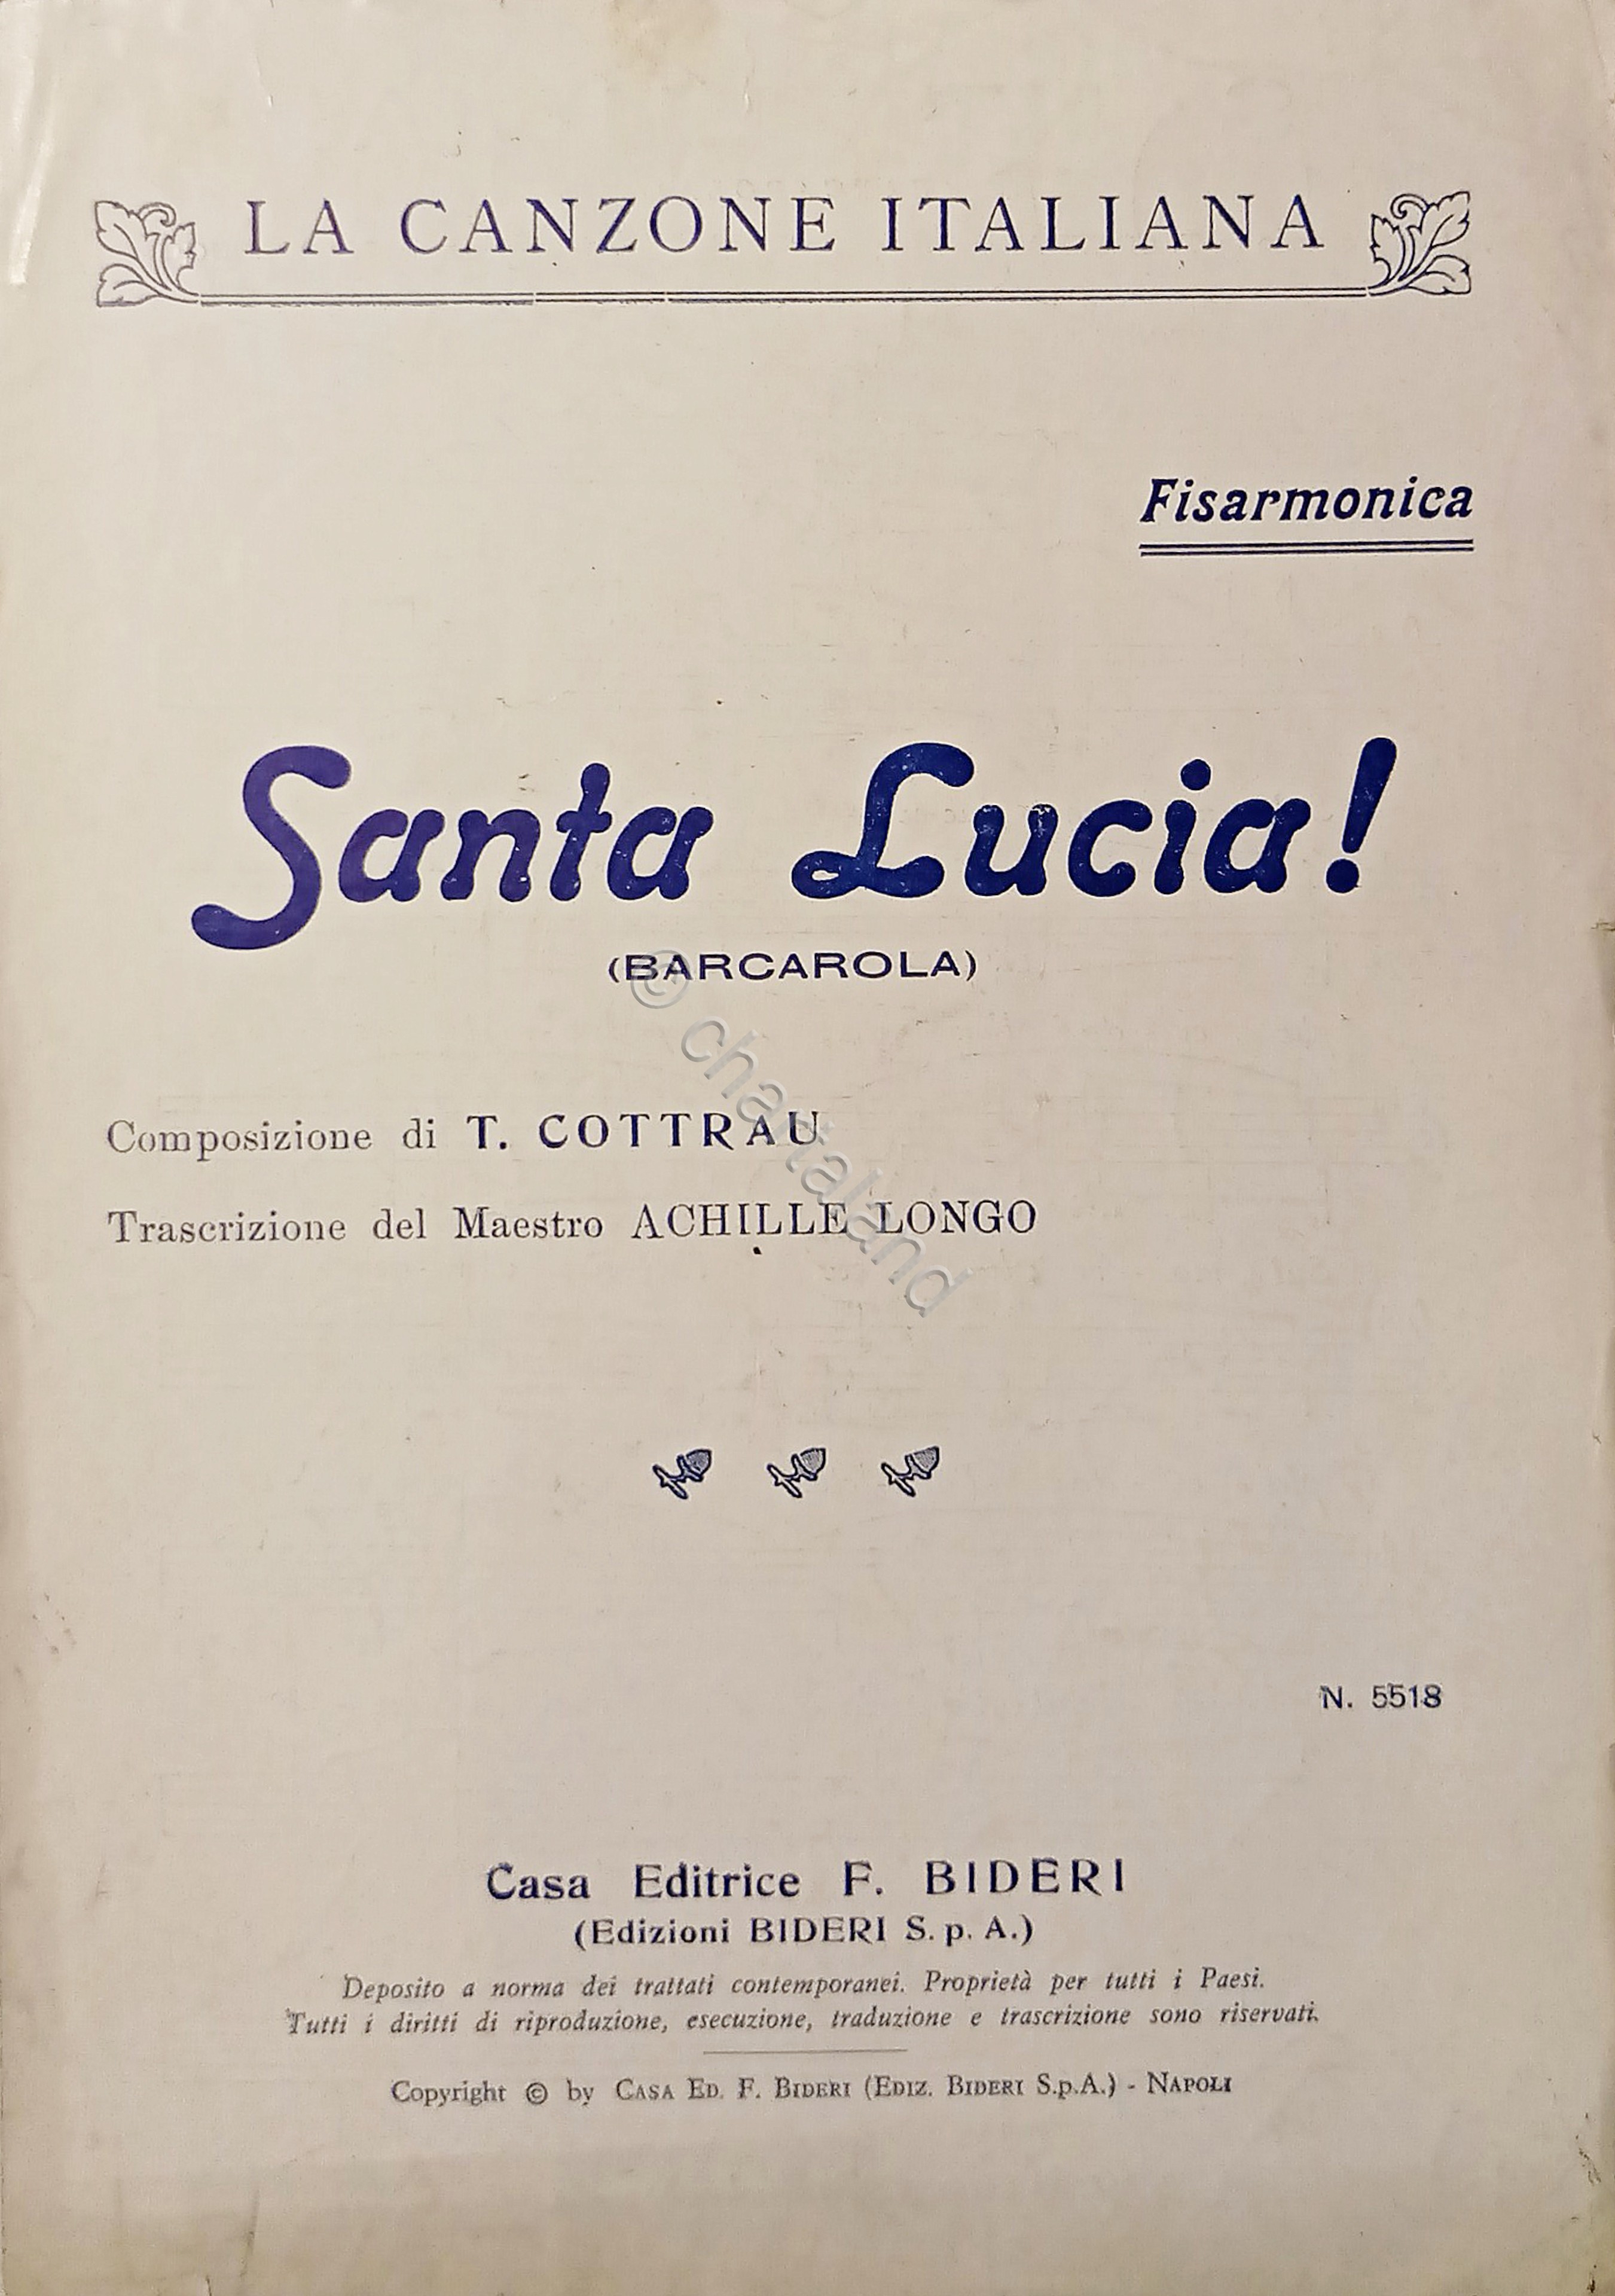 LA CANZONE ITALIANA
Fisarmonica
Santa Lucia!
(BARCAROLA)
Composizione di T. COTTRAU
Trascrizione del Maestro ACHILLE LONGO
© chartaland
N. 5518
Casa Editrice F. BIDERI
(Edizioni BIDERI S. p. A.)
Deposito a norma dei trattati contemporanei. Proprietà per tutti i Paesi.
Tutti i diritti di riproduzione, esecuzione, traduzione e trascrizione sono riservati.
Copyright © by CASA ED. F. BIDERI (EDIZ. BIDERI S.p.A.) - NAPOLI